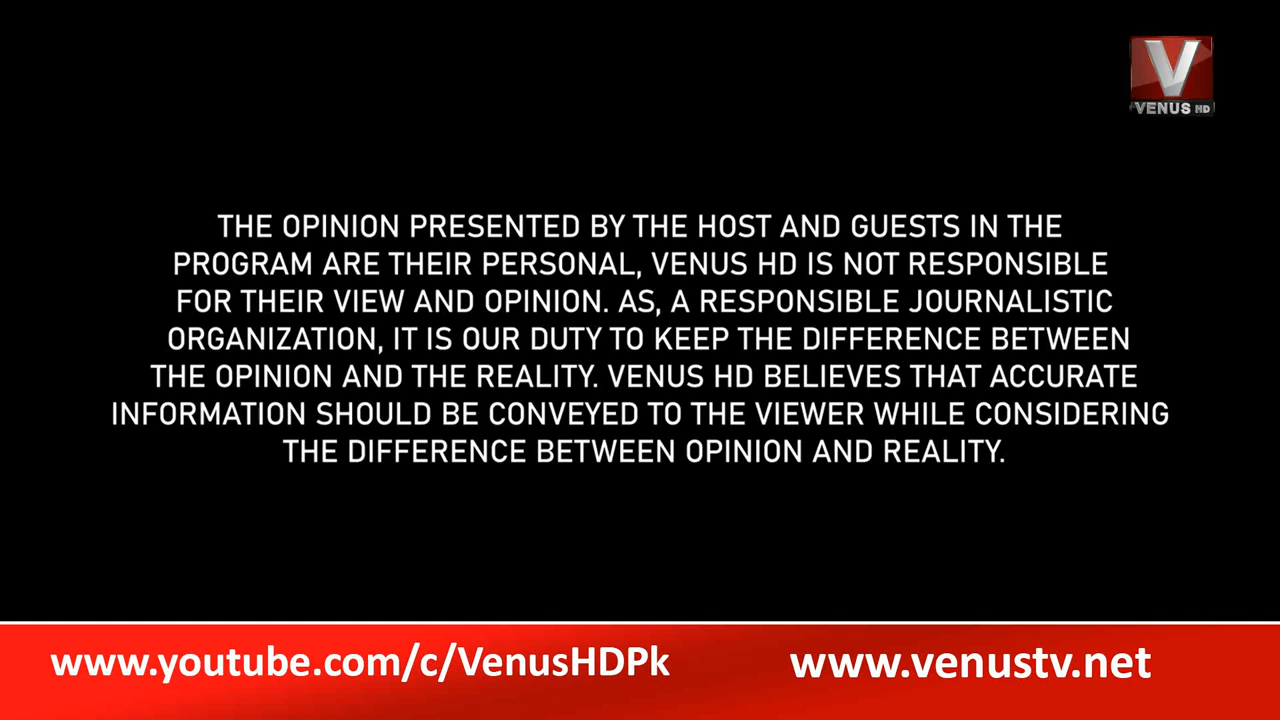 V
VENUS HD
THE OPINION PRESENTED BY THE HOST AND GUESTS IN THE
PROGRAM ARE THEIR PERSONAL, VENUS HD IS NOT RESPONSIBLE
FOR THEIR VIEW AND OPINION. AS, A RESPONSIBLE JOURNALISTIC
ORGANIZATION, IT IS OUR DUTY TO KEEP THE DIFFERENCE BETWEEN
THE OPINION AND THE REALITY. VENUS HD BELIEVES THAT ACCURATE
INFORMATION SHOULD BE CONVEYED TO THE VIEWER WHILE CONSIDERING
THE DIFFERENCE BETWEEN OPINION AND REALITY.
www.youtube.com/c/VenusHDPk www.venustv.net